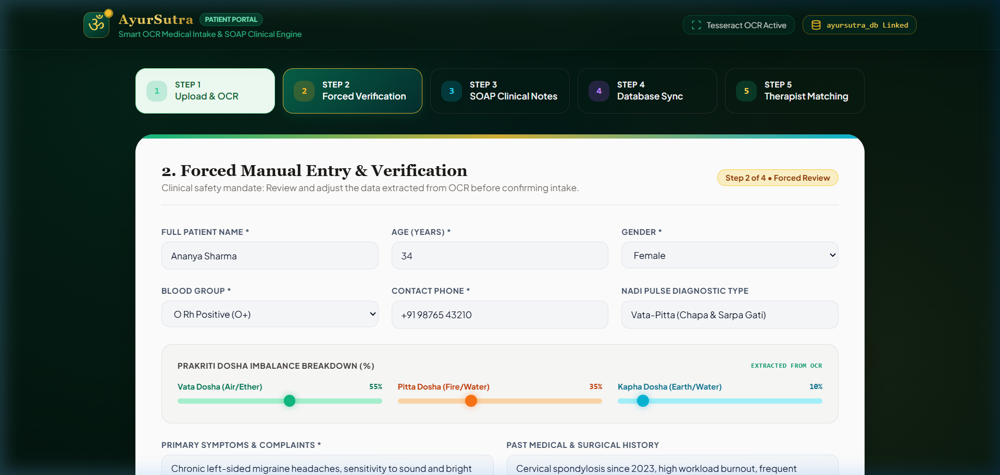 ॐ
AyurSutra PATIENT PORTAL
Smart OCR Medical Intake & SOAP Clinical Engine
Tesseract OCR Active
ayursutra_db Linked
1 STEP 1
Upload & OCR
2 STEP 2
Forced Verification
3 STEP 3
SOAP Clinical Notes
4 STEP 4
Database Sync
5 STEP 5
Therapist Matching
2. Forced Manual Entry & Verification
Clinical safety mandate: Review and adjust the data extracted from OCR before confirming intake.
Step 2 of 4 • Forced Review
FULL PATIENT NAME *
Ananya Sharma
AGE (YEARS) *
34
GENDER *
Female
BLOOD GROUP *
O Rh Positive (O+)
CONTACT PHONE *
+91 98765 43210
NADI PULSE DIAGNOSTIC TYPE
Vata-Pitta (Chapa & Sarpa Gati)
PRAKRITI DOSHA IMBALANCE BREAKDOWN (%)
EXTRACTED FROM OCR
Vata Dosha (Air/Ether) 55%
Pitta Dosha (Fire/Water) 35%
Kapha Dosha (Earth/Water) 10%
PRIMARY SYMPTOMS & COMPLAINTS *
Chronic left-sided migraine headaches, sensitivity to sound and bright
PAST MEDICAL & SURGICAL HISTORY
Cervical spondylosis since 2023, high workload burnout, frequent